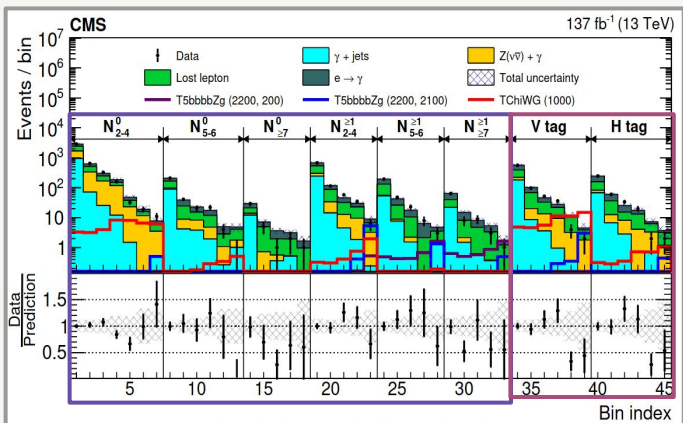 CMS 137 fb⁻¹ (13 TeV)
Events / bin
10⁷
10⁶
10⁵
10⁴
10³
10²
10
1
Data γ + jets Z(νν̅) + γ
Lost lepton e → γ Total uncertainty
T5bbbbZg (2200, 200) T5bbbbZg (2200, 2100) TChiWG (1000)
N⁰₂₋₄ N⁰₅₋₆ N⁰≥₇ N≥¹₂₋₄ N≥¹₅₋₆ N≥¹≥₇ V tag H tag
Data
Prediction
1.5
1
0.5
5 10 15 20 25 30 35 40 45
Bin index